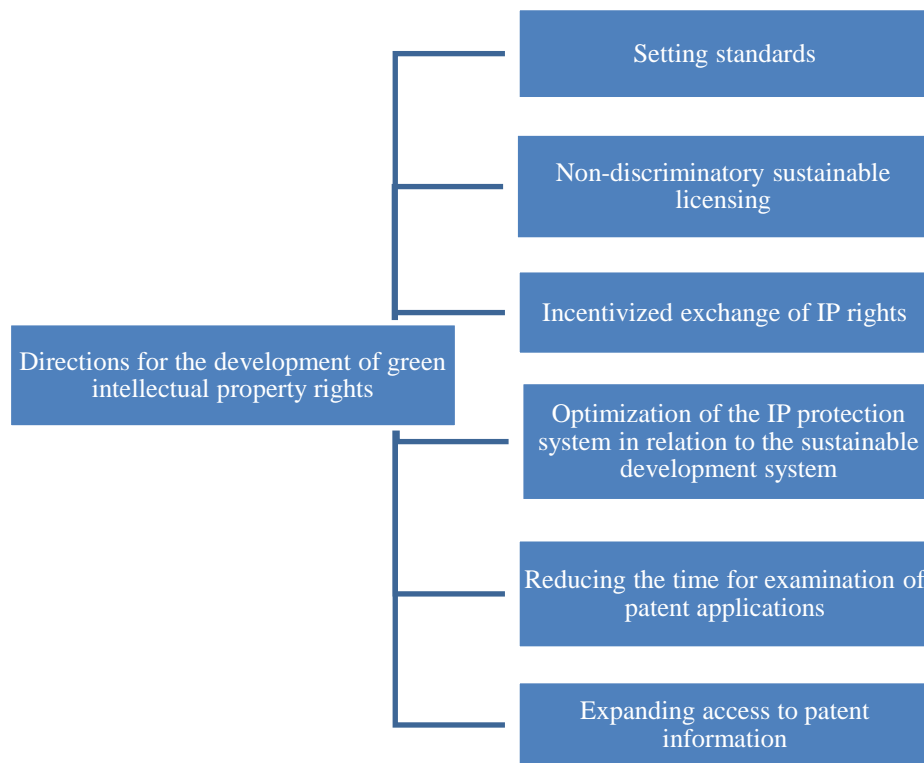 Setting standards
Non-discriminatory sustainable
licensing
Incentivized exchange of IP rights
Directions for the development of green
intellectual property rights
Optimization of the IP protection
system in relation to the sustainable
development system
Reducing the time for examination of
patent applications
Expanding access to patent
information